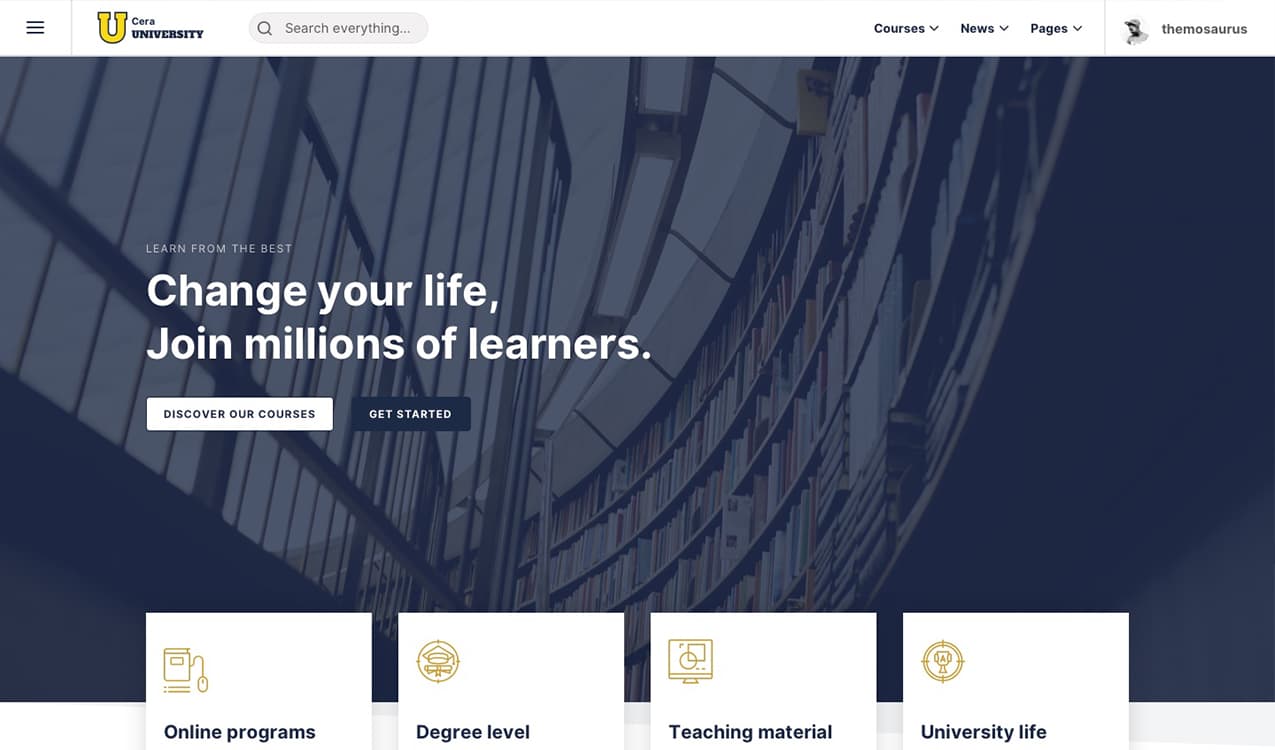 Cera
UNIVERSITY
Search everything...
Courses
News
Pages
themosaurus
LEARN FROM THE BEST
Change your life,
Join millions of learners.
DISCOVER OUR COURSES
GET STARTED
Online programs
Degree level
Teaching material
University life